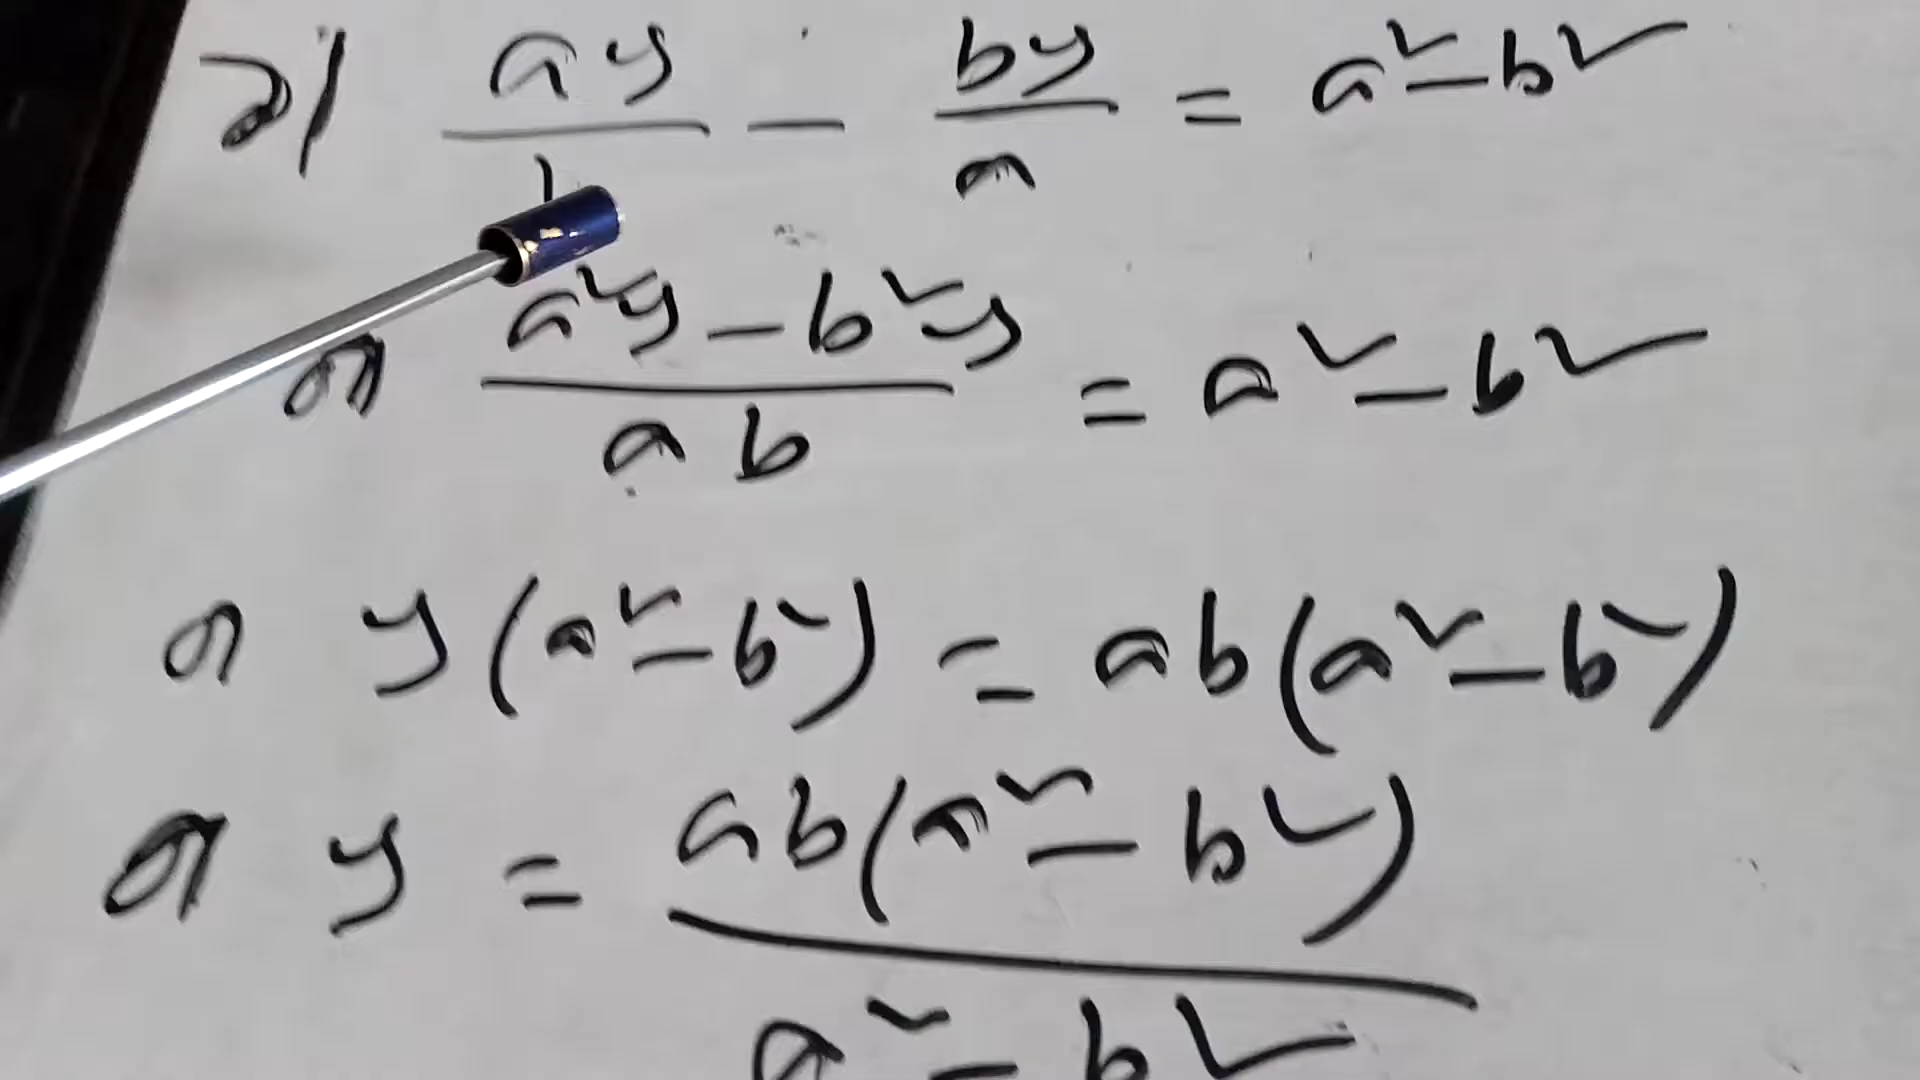 ২। ay/b - by/a = a² - b²
বা (a²y - b²y)/ab = a² - b²
বা y(a² - b²) = ab(a² - b²)
বা y = ab(a² - b²)/(a² - b²)